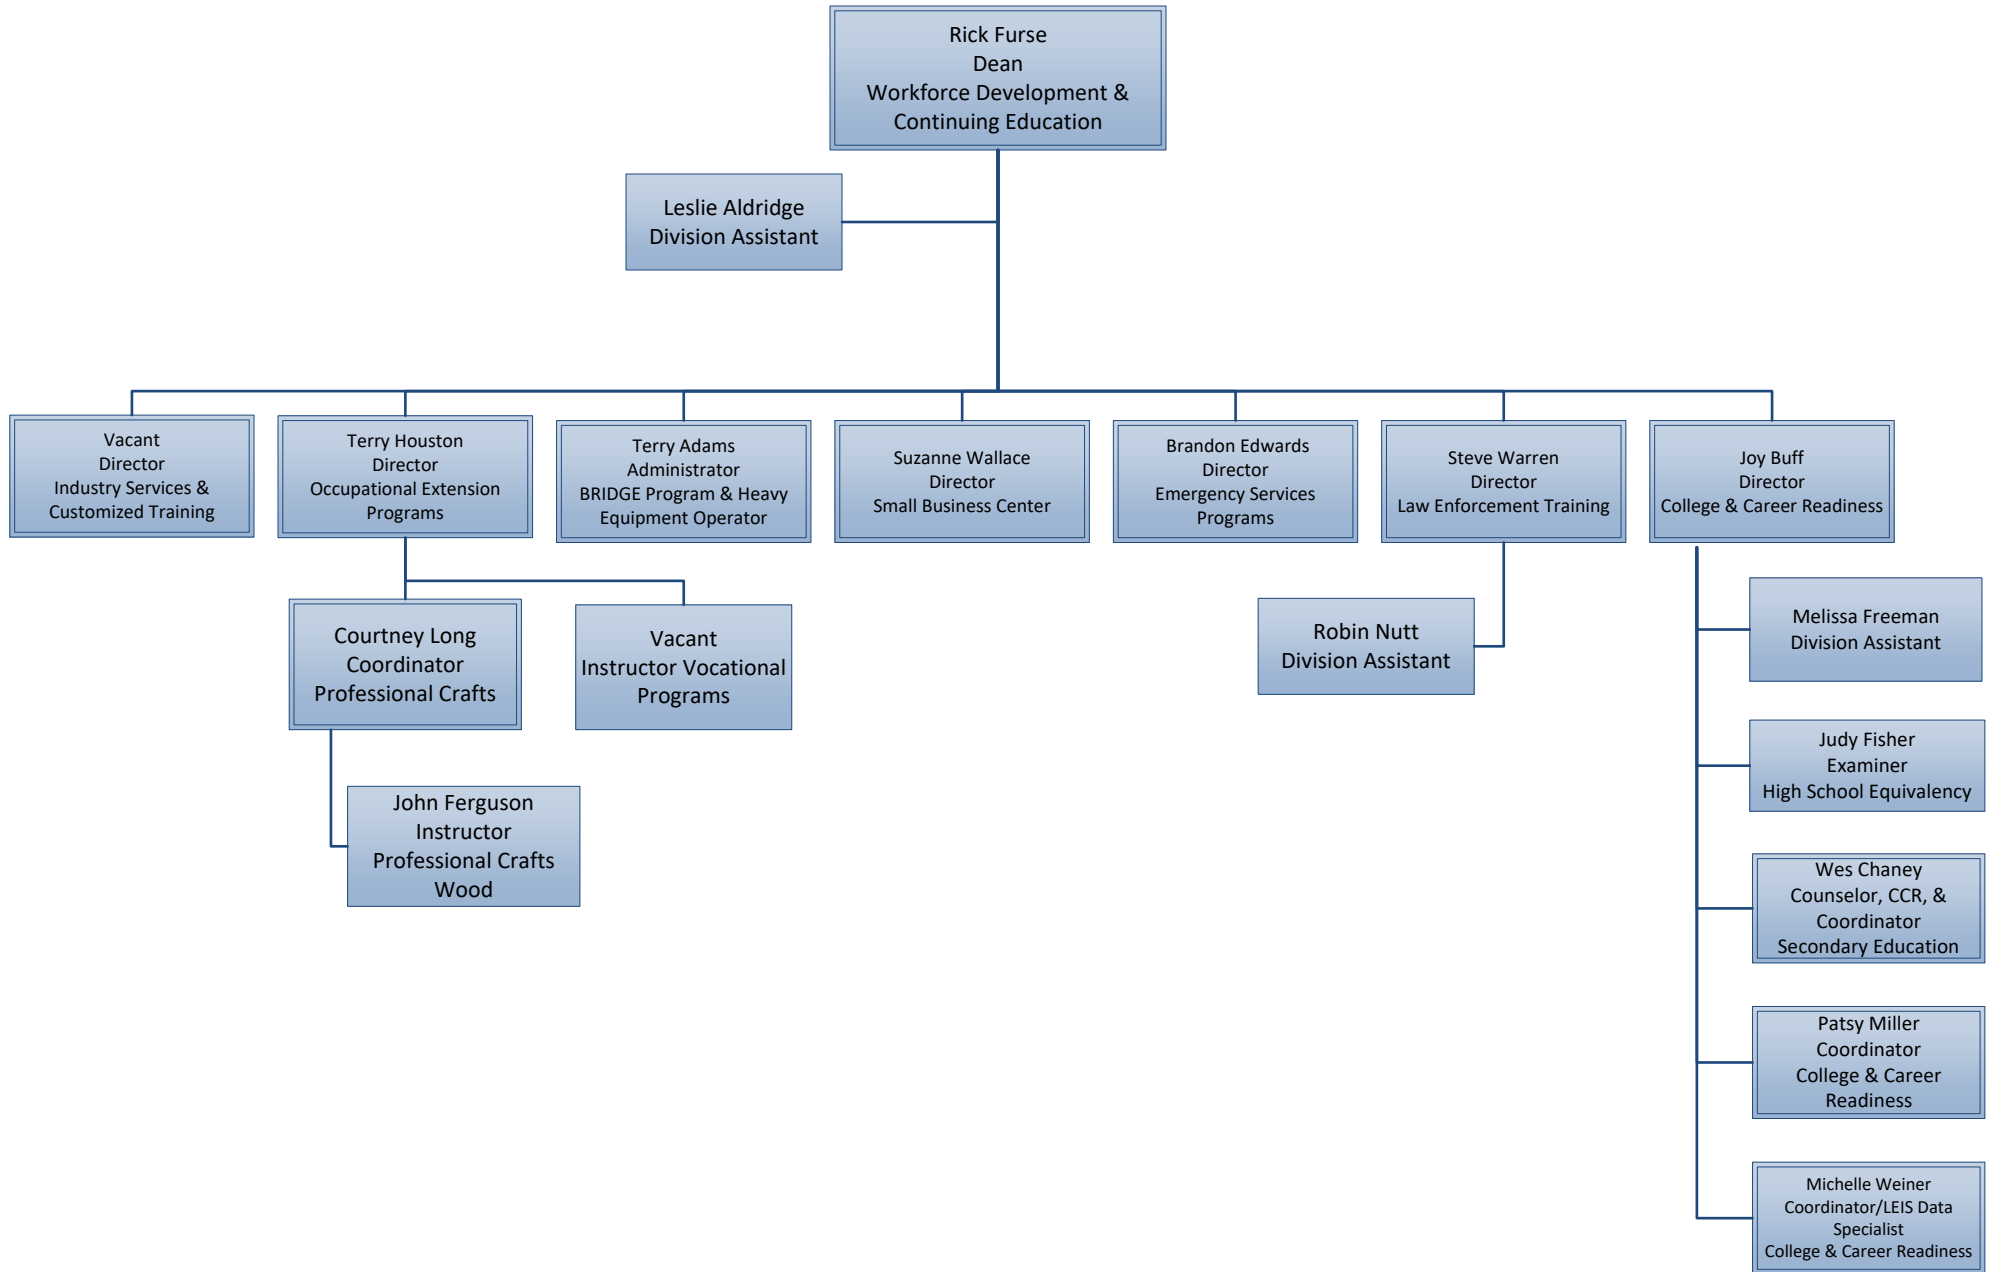 Rick Furse
Dean
Workforce Development &
Continuing Education
Leslie Aldridge
Division Assistant
Vacant
Director
Industry Services &
Customized Training
Terry Houston
Director
Occupational Extension
Programs
Terry Adams
Administrator
BRIDGE Program & Heavy
Equipment Operator
Suzanne Wallace
Director
Small Business Center
Brandon Edwards
Director
Emergency Services
Programs
Steve Warren
Director
Law Enforcement Training
Joy Buff
Director
College & Career Readiness
Courtney Long
Coordinator
Professional Crafts
Vacant
Instructor Vocational
Programs
John Ferguson
Instructor
Professional Crafts
Wood
Robin Nutt
Division Assistant
Melissa Freeman
Division Assistant
Judy Fisher
Examiner
High School Equivalency
Wes Chaney
Counselor, CCR, &
Coordinator
Secondary Education
Patsy Miller
Coordinator
College & Career
Readiness
Michelle Weiner
Coordinator/LEIS Data
Specialist
College & Career Readiness